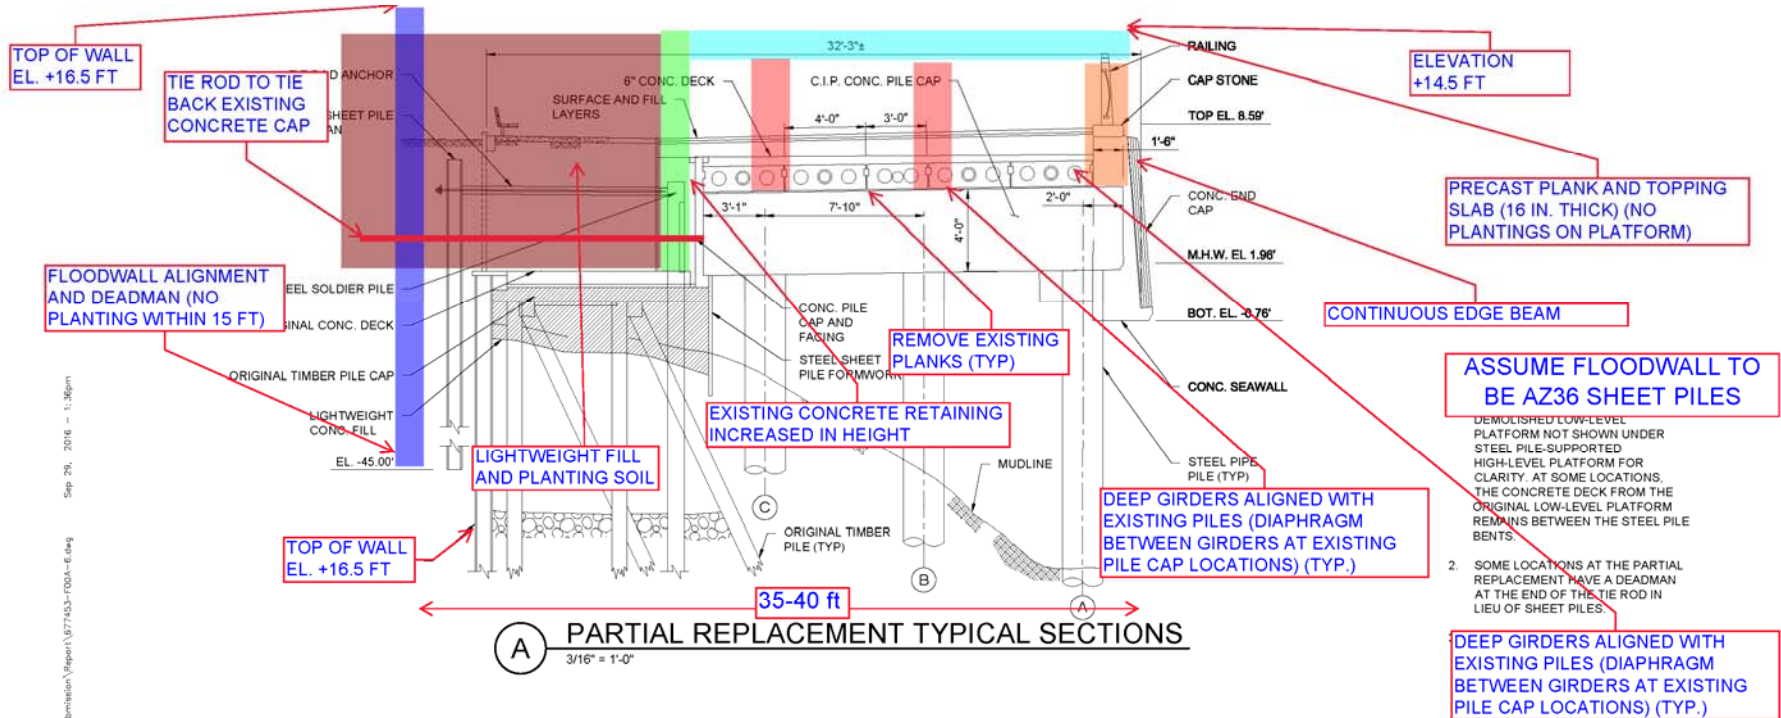 TOP OF WALL
EL. +16.5 FT
TIE ROD TO TIE
BACK EXISTING
CONCRETE CAP
ANCHOR
SHEET PILE
32'-3"±
6" CONC. DECK
SURFACE AND FILL
LAYERS
C.I.P. CONC. PILE CAP
4'-0"
3'-0"
RAILING
CAP STONE
TOP EL. 8.59'
1'-6"
ELEVATION
+14.5 FT
PRECAST PLANK AND TOPPING
SLAB (16 IN. THICK) (NO
PLANTINGS ON PLATFORM)
3'-1"
7'-10"
4'-0"
2'-0"
CONC. END
CAP
M.H.W. EL 1.96'
BOT. EL. -0.76'
CONTINUOUS EDGE BEAM
FLOODWALL ALIGNMENT
AND DEADMAN (NO
PLANTING WITHIN 15 FT)
EEL SOLDIER PILE
GINAL CONC. DECK
ORIGINAL TIMBER PILE CAP
LIGHTWEIGHT
CONC. FILL
EL. -45.00'
CONC. PILE
CAP AND
FACING
STEEL SHEET
PILE FORMWORK
REMOVE EXISTING
PLANKS (TYP)
EXISTING CONCRETE RETAINING
INCREASED IN HEIGHT
LIGHTWEIGHT FILL
AND PLANTING SOIL
CONC. SEAWALL
MUDLINE
STEEL PIPE
PILE (TYP)
ASSUME FLOODWALL TO
BE AZ36 SHEET PILES
DEMOLISHED LOW-LEVEL
PLATFORM NOT SHOWN UNDER
STEEL PILE-SUPPORTED
HIGH-LEVEL PLATFORM FOR
CLARITY. AT SOME LOCATIONS,
THE CONCRETE DECK FROM THE
ORIGINAL LOW-LEVEL PLATFORM
REMAINS BETWEEN THE STEEL PILE
BENTS.
2. SOME LOCATIONS AT THE PARTIAL
REPLACEMENT HAVE A DEADMAN
AT THE END OF THE TIE ROD IN
LIEU OF SHEET PILES.
DEEP GIRDERS ALIGNED WITH
EXISTING PILES (DIAPHRAGM
BETWEEN GIRDERS AT EXISTING
PILE CAP LOCATIONS) (TYP.)
DEEP GIRDERS ALIGNED WITH
EXISTING PILES (DIAPHRAGM
BETWEEN GIRDERS AT EXISTING
PILE CAP LOCATIONS) (TYP.)
TOP OF WALL
EL. +16.5 FT
ORIGINAL TIMBER
PILE (TYP)
C
B
A
35-40 ft
A
PARTIAL REPLACEMENT TYPICAL SECTIONS
3/16" = 1'-0"
Sep 29, 2016 - 1:36pm